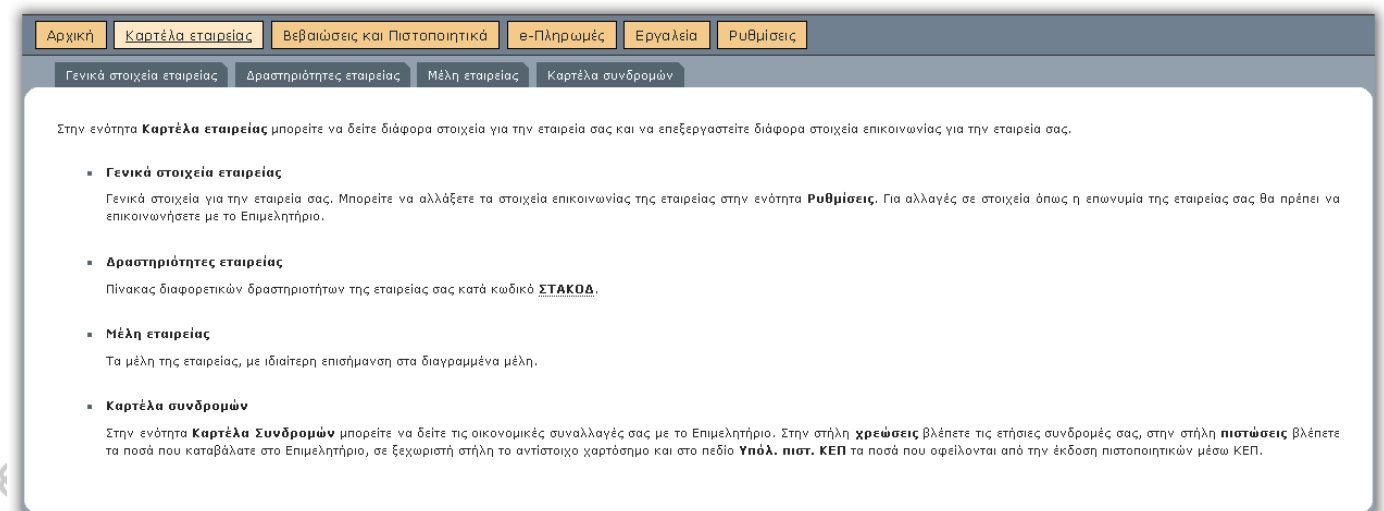 Αρχική Καρτέλα εταιρείας Βεβαιώσεις και Πιστοποιητικά e-Πληρωμές Εργαλεία Ρυθμίσεις
Γενικά στοιχεία εταιρείας Δραστηριότητες εταιρείας Μέλη εταιρείας Καρτέλα συνδρομών
Στην ενότητα Καρτέλα εταιρείας μπορείτε να δείτε διάφορα στοιχεία για την εταιρεία σας και να επεξεργαστείτε διάφορα στοιχεία επικοινωνίας για την εταιρεία σας.
Γενικά στοιχεία εταιρείας
Γενικά στοιχεία για την εταιρεία σας. Μπορείτε να αλλάξετε τα στοιχεία επικοινωνίας της εταιρείας στην ενότητα Ρυθμίσεις. Για αλλαγές σε στοιχεία όπως η επωνυμία της εταιρείας σας θα πρέπει να
επικοινωνήσετε με το Επιμελητήριο.
Δραστηριότητες εταιρείας
Πίνακας διαφορετικών δραστηριοτήτων της εταιρείας σας κατά κωδικό ΣΤΑΚΟΔ.
Μέλη εταιρείας
Τα μέλη της εταιρείας, με ιδιαίτερη επισήμανση στα διαγραμμένα μέλη.
Καρτέλα συνδρομών
Στην ενότητα Καρτέλα Συνδρομών μπορείτε να δείτε τις οικονομικές συναλλαγές σας με το Επιμελητήριο. Στην στήλη χρεώσεις βλέπετε τις ετήσιες συνδρομές σας, στην στήλη πιστώσεις βλέπετε
τα ποσά που καταβάλατε στο Επιμελητήριο, σε ξεχωριστή στήλη το αντίστοιχο χαρτόσημο και στο πεδίο Υπόλ. πιστ. ΚΕΠ τα ποσά που οφείλονται από την έκδοση πιστοποιητικών μέσω ΚΕΠ.